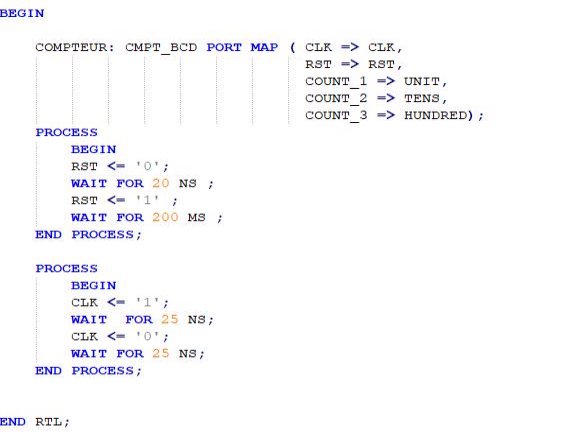 BEGIN
COMPTEUR: CMPT_BCD PORT MAP ( CLK => CLK,
RST => RST,
COUNT_1 => UNIT,
COUNT_2 => TENS,
COUNT_3 => HUNDRED);
PROCESS
BEGIN
RST <= '0';
WAIT FOR 20 NS ;
RST <= '1' ;
WAIT FOR 200 MS ;
END PROCESS;
PROCESS
BEGIN
CLK <= '1';
WAIT  FOR 25 NS;
CLK <= '0';
WAIT FOR 25 NS;
END PROCESS;
END RTL;